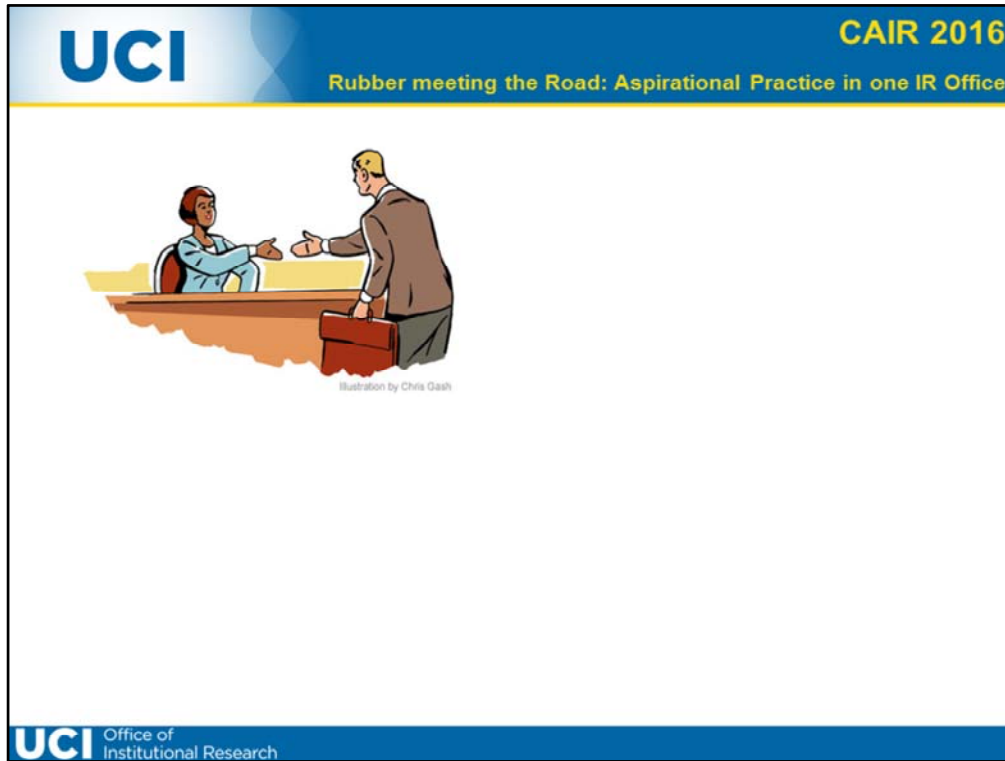 UCI
CAIR 2016
Rubber meeting the Road: Aspirational Practice in one IR Office
Illustration by Chris Gash
UCI Office of
Institutional Research